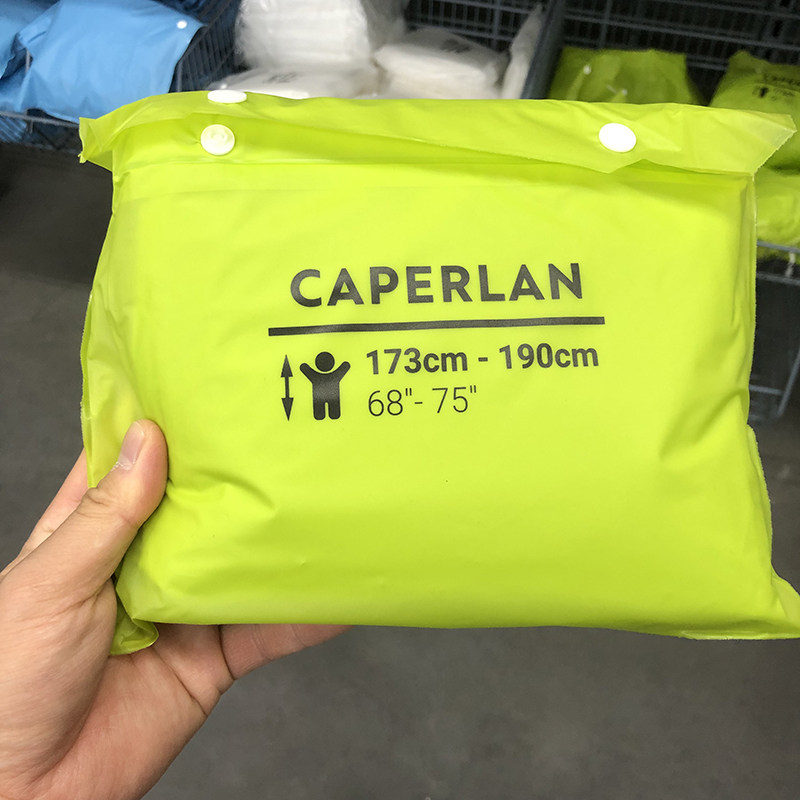 CAPERLAN
173cm - 190cm
68"- 75"